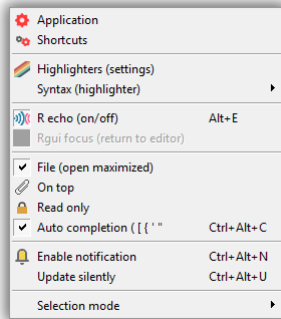 Application
Shortcuts
Highlighters (settings)
Syntax (highlighter)
R echo (on/off) Alt+E
Rgui focus (return to editor)
File (open maximized)
On top
Read only
Auto completion ( [ { ' " Ctrl+Alt+C
Enable notification Ctrl+Alt+N
Update silently Ctrl+Alt+U
Selection mode